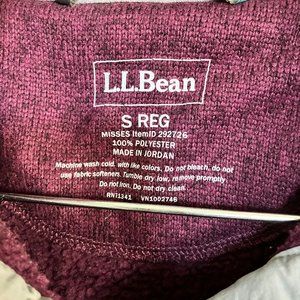 L.L.Bean
S REG
MISSES ItemID 292726
100% POLYESTER
MADE IN JORDAN
Machine wash cold, with like colors. Do not bleach, do not
use fabric softeners. Tumble dry low, remove promptly.
Do not iron. Do not dry clean.
RN71341 VN1002746